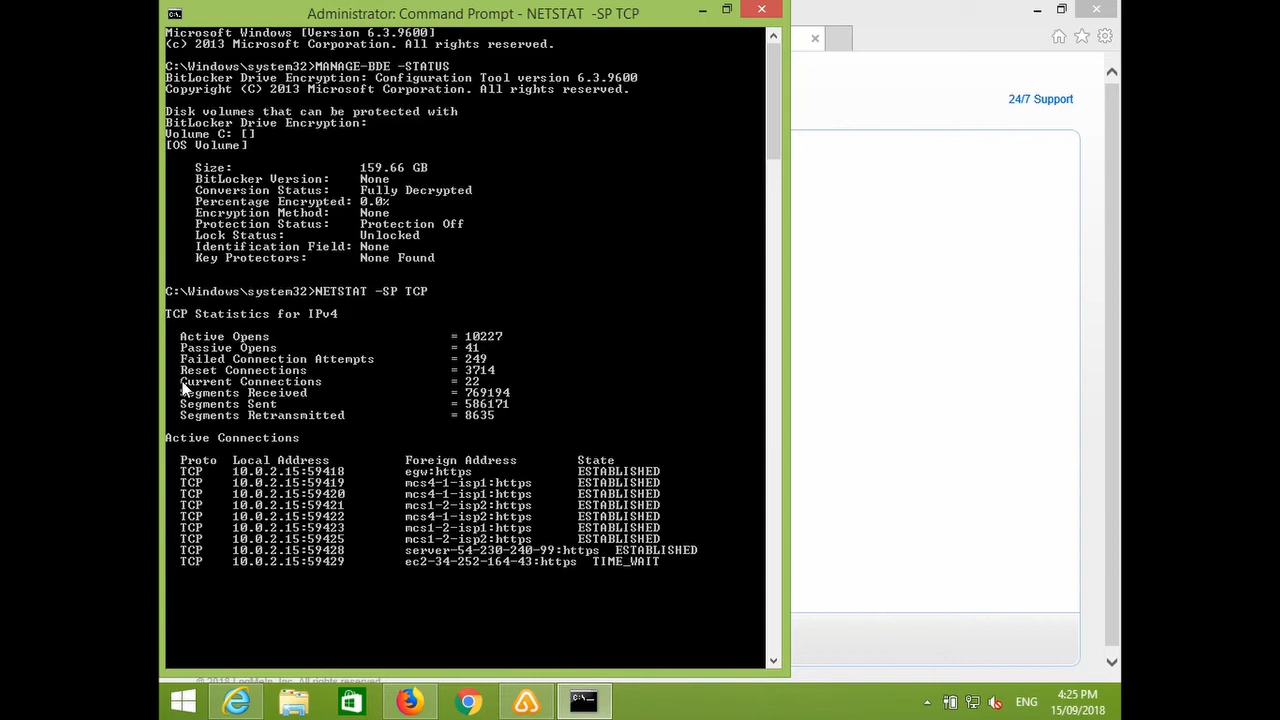 Administrator: Command Prompt - NETSTAT -SP TCP
Microsoft Windows [Version 6.3.9600]
(c) 2013 Microsoft Corporation. All rights reserved.
C:\Windows\system32>MANAGE-BDE -STATUS
BitLocker Drive Encryption: Configuration Tool version 6.3.9600
Copyright (C) 2013 Microsoft Corporation. All rights reserved.
Disk volumes that can be protected with
BitLocker Drive Encryption:
Volume C: []
[OS Volume]
Size: 159.66 GB
BitLocker Version: None
Conversion Status: Fully Decrypted
Percentage Encrypted: 0.0%
Encryption Method: None
Protection Status: Protection Off
Lock Status: Unlocked
Identification Field: None
Key Protectors: None Found
C:\Windows\system32>NETSTAT -SP TCP
TCP Statistics for IPv4
Active Opens = 10227
Passive Opens = 41
Failed Connection Attempts = 249
Reset Connections = 3714
Current Connections = 22
Segments Received = 769194
Segments Sent = 586171
Segments Retransmitted = 8635
Active Connections
Proto Local Address Foreign Address State
TCP 10.0.2.15:59418 egw:https ESTABLISHED
TCP 10.0.2.15:59419 mcs4-1-isp1:https ESTABLISHED
TCP 10.0.2.15:59420 mcs4-1-isp2:https ESTABLISHED
TCP 10.0.2.15:59421 mcs1-2-isp2:https ESTABLISHED
TCP 10.0.2.15:59422 mcs4-1-isp2:https ESTABLISHED
TCP 10.0.2.15:59423 mcs1-2-isp1:https ESTABLISHED
TCP 10.0.2.15:59425 mcs1-2-isp2:https ESTABLISHED
TCP 10.0.2.15:59428 server-54-230-240-99:https ESTABLISHED
TCP 10.0.2.15:59429 ec2-34-252-164-43:https TIME_WAIT
24/7 Support
© 2018 LogMeIn, Inc. All rights reserved.
ENG
4:25 PM
15/09/2018